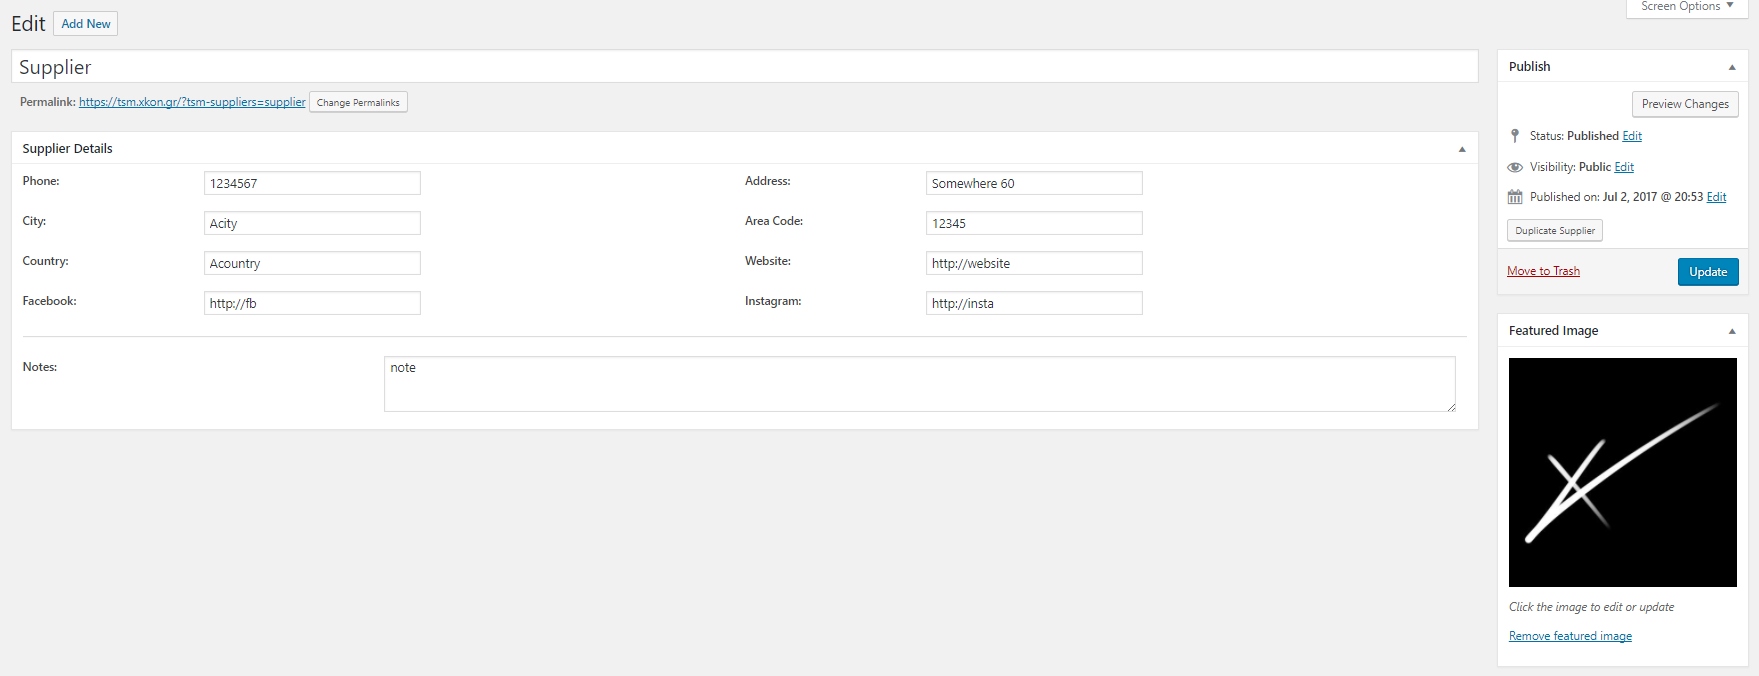 Edit Add New
Screen Options
Supplier
Permalink: https://tsm.xkon.gr/?tsm-suppliers=supplier Change Permalinks
Supplier Details
Phone: 1234567 Address: Somewhere 60
City: Acity Area Code: 12345
Country: Acountry Website: http://website
Facebook: http://fb Instagram: http://insta
Notes: note
Publish
Preview Changes
Status: Published Edit
Visibility: Public Edit
Published on: Jul 2, 2017 @ 20:53 Edit
Duplicate Supplier
Move to Trash Update
Featured Image
Click the image to edit or update
Remove featured image